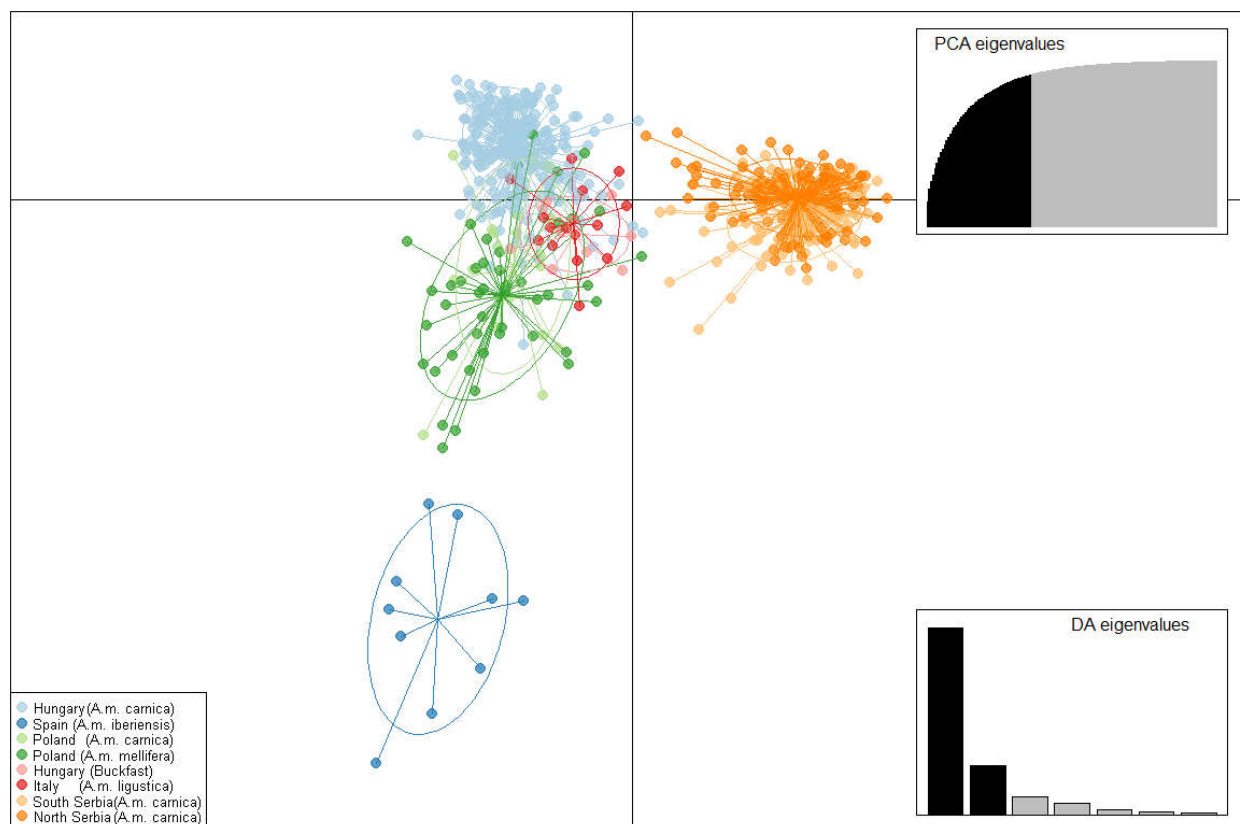 PCA eigenvalues
DA eigenvalues
Hungary (A.m. carnica)
Spain (A.m. iberiensis)
Poland (A.m. carnica)
Poland (A.m. mellifera)
Hungary (Buckfast)
Italy (A.m. ligustica)
South Serbia (A.m. carnica)
North Serbia (A.m. carnica)